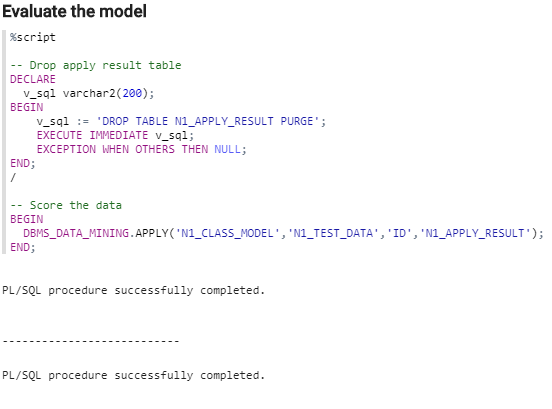 Evaluate the model
%script
-- Drop apply result table
DECLARE
v_sql varchar2(200);
BEGIN
v_sql := 'DROP TABLE N1_APPLY_RESULT PURGE';
EXECUTE IMMEDIATE v_sql;
EXCEPTION WHEN OTHERS THEN NULL;
END;
/
-- Score the data
BEGIN
DBMS_DATA_MINING.APPLY('N1_CLASS_MODEL','N1_TEST_DATA','ID','N1_APPLY_RESULT');
END;
PL/SQL procedure successfully completed.
---------------------------
PL/SQL procedure successfully completed.